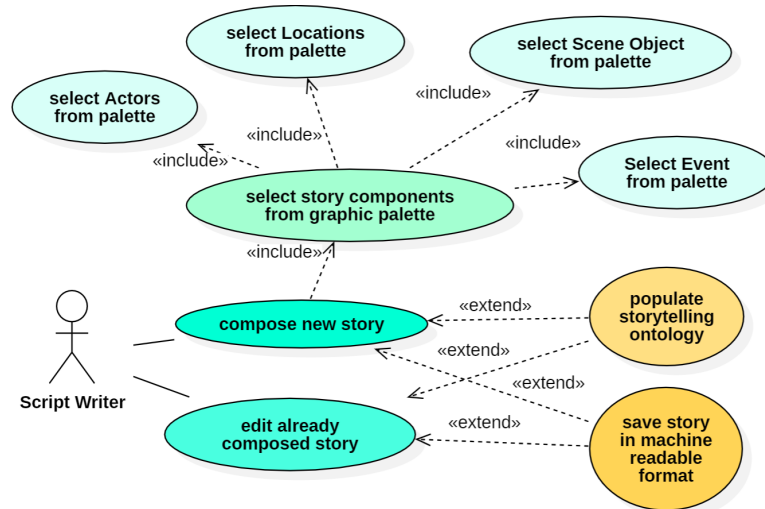 select Locations
from palette
select Scene Object
from palette
«include»
select Actors
from palette
«include»
«include»
«include»
Select Event
from palette
select story components
from graphic palette
«include»
compose new story
«extend»
populate
storytelling
ontology
«extend»
Script Writer
«extend»
edit already
composed story
«extend»
save story
in machine
readable
format